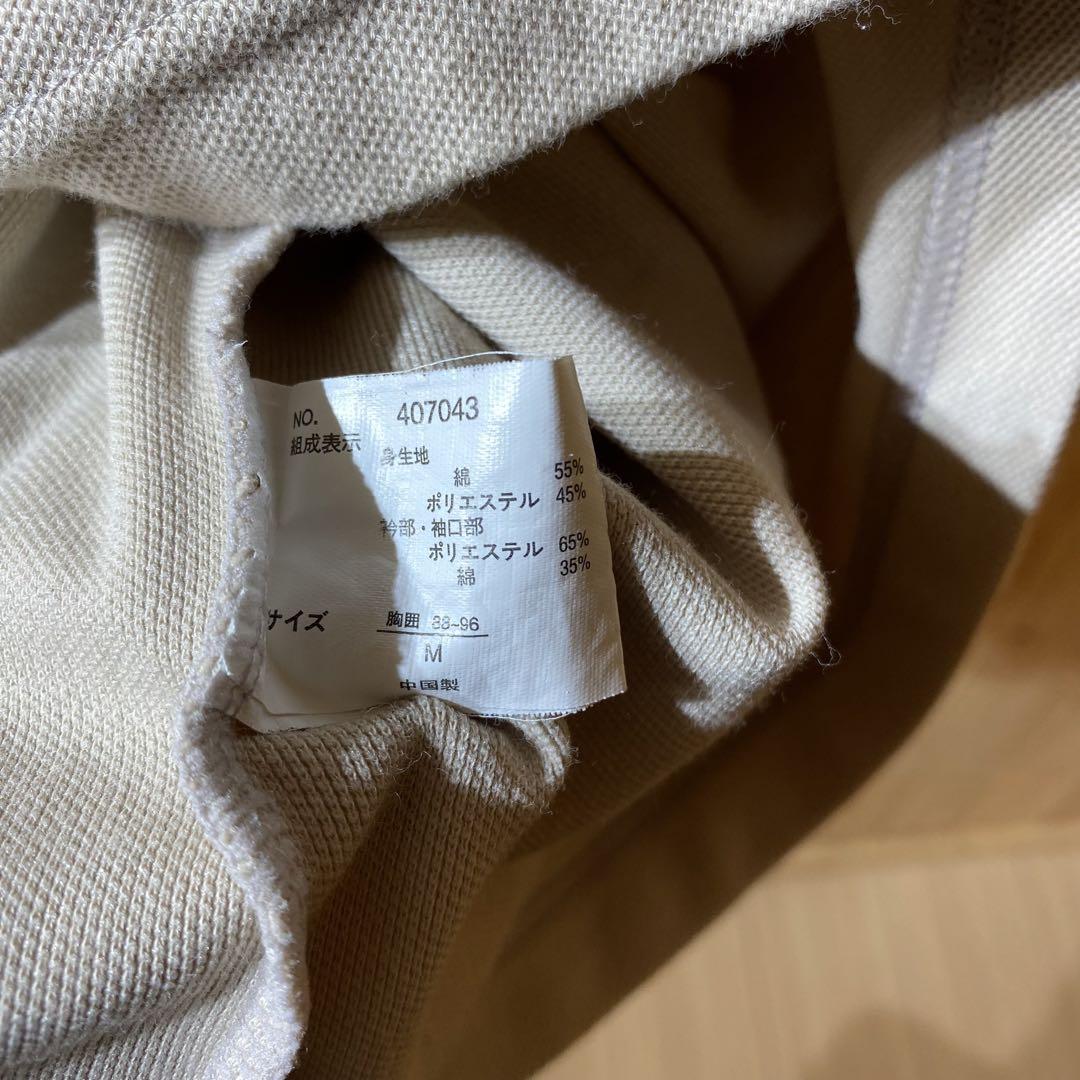 NO. 407043
組成表示
身生地
綿 55%
ポリエステル 45%
衿部・袖口部
ポリエステル 65%
綿 35%
サイズ 胸囲 88~96
M
中国製